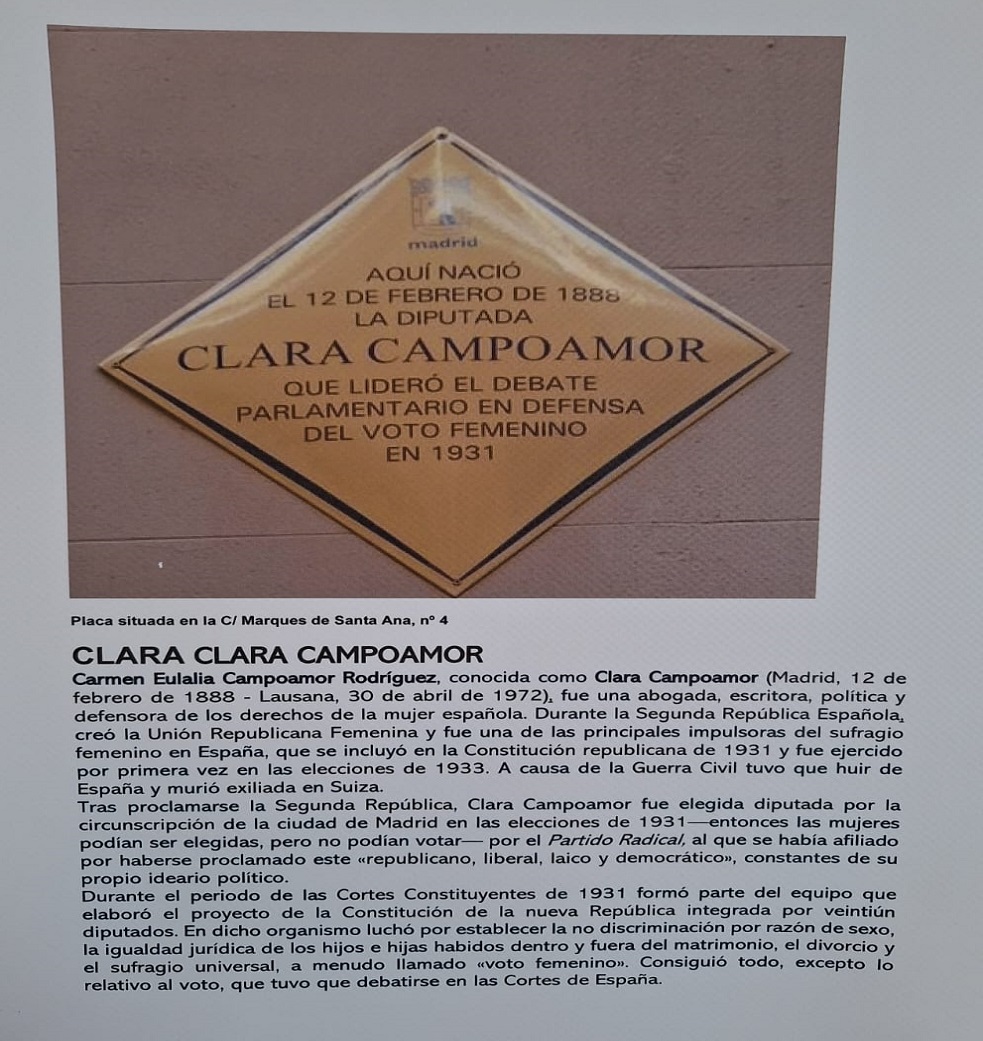 madrid
AQUÍ NACIÓ
EL 12 DE FEBRERO DE 1888
LA DIPUTADA
CLARA CAMPOAMOR
QUE LIDERÓ EL DEBATE
PARLAMENTARIO EN DEFENSA
DEL VOTO FEMENINO
EN 1931
Placa situada en la C/ Marques de Santa Ana, nº 4
CLARA CLARA CAMPOAMOR
Carmen Eulalia Campoamor Rodríguez, conocida como Clara Campoamor (Madrid, 12 de
febrero de 1888 - Lausana, 30 de abril de 1972), fue una abogada, escritora, política y
defensora de los derechos de la mujer española. Durante la Segunda República Española,
creó la Unión Republicana Femenina y fue una de las principales impulsoras del sufragio
femenino en España, que se incluyó en la Constitución republicana de 1931 y fue ejercido
por primera vez en las elecciones de 1933. A causa de la Guerra Civil tuvo que huir de
España y murió exiliada en Suiza.
Tras proclamarse la Segunda República, Clara Campoamor fue elegida diputada por la
circunscripción de la ciudad de Madrid en las elecciones de 1931—entonces las mujeres
podían ser elegidas, pero no podían votar— por el Partido Radical, al que se había afiliado
por haberse proclamado este «republicano, liberal, laico y democrático», constantes de su
propio ideario político.
Durante el periodo de las Cortes Constituyentes de 1931 formó parte del equipo que
elaboró el proyecto de la Constitución de la nueva República integrada por veintiún
diputados. En dicho organismo luchó por establecer la no discriminación por razón de sexo,
la igualdad jurídica de los hijos e hijas habidos dentro y fuera del matrimonio, el divorcio y
el sufragio universal, a menudo llamado «voto femenino». Consiguió todo, excepto lo
relativo al voto, que tuvo que debatirse en las Cortes de España.